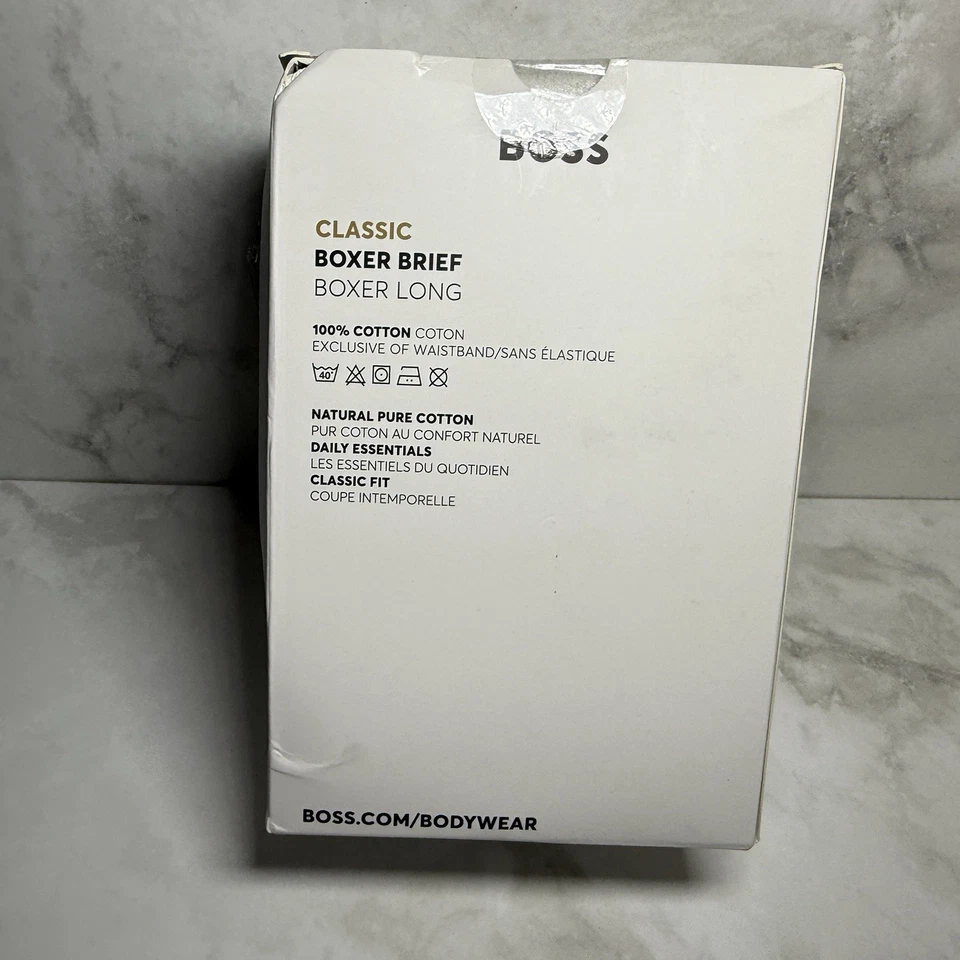 BOSS
CLASSIC
BOXER BRIEF
BOXER LONG
100% COTTON COTON
EXCLUSIVE OF WAISTBAND/SANS ÉLASTIQUE
40°
NATURAL PURE COTTON
PUR COTON AU CONFORT NATUREL
DAILY ESSENTIALS
LES ESSENTIELS DU QUOTIDIEN
CLASSIC FIT
COUPE INTEMPORELLE
BOSS.COM/BODYWEAR